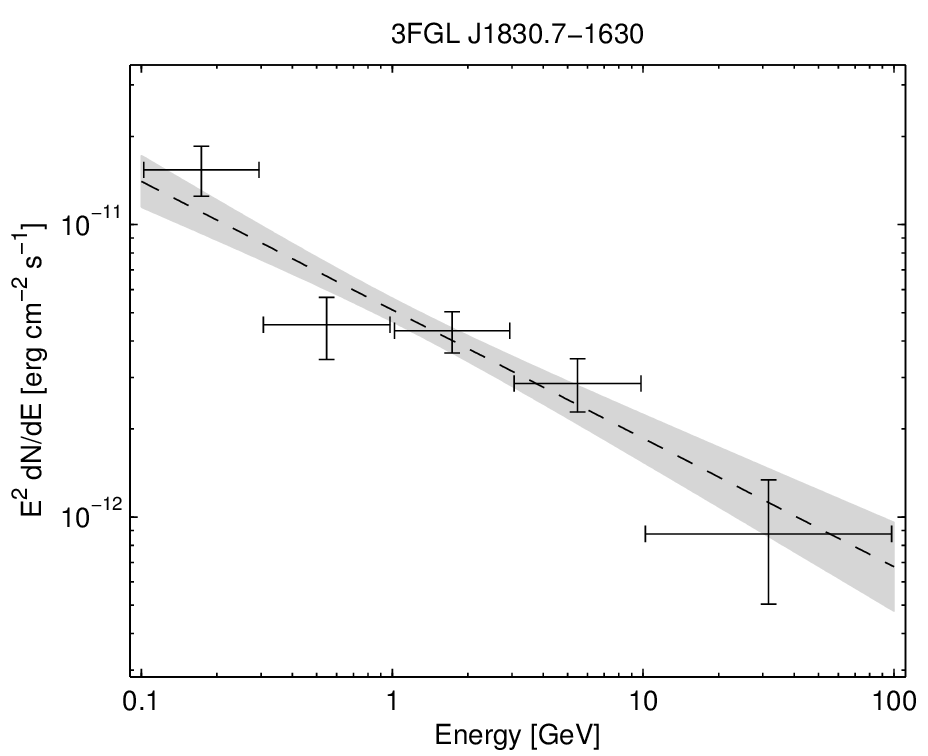 3FGL J1830.7−1630
E² dN/dE [erg cm⁻² s⁻¹]
10⁻¹¹
10⁻¹²
0.1 1 10 100
Energy [GeV]